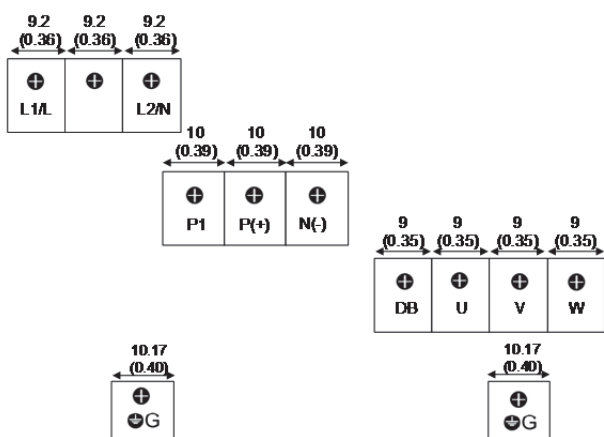 9.2 9.2 9.2
(0.36) (0.36) (0.36)
L1/L L2/N
10 10 10
(0.39) (0.39) (0.39)
P1 P(+) N(-)
9 9 9 9
(0.35) (0.35) (0.35) (0.35)
DB U V W
10.17 10.17
(0.40) (0.40)
G G